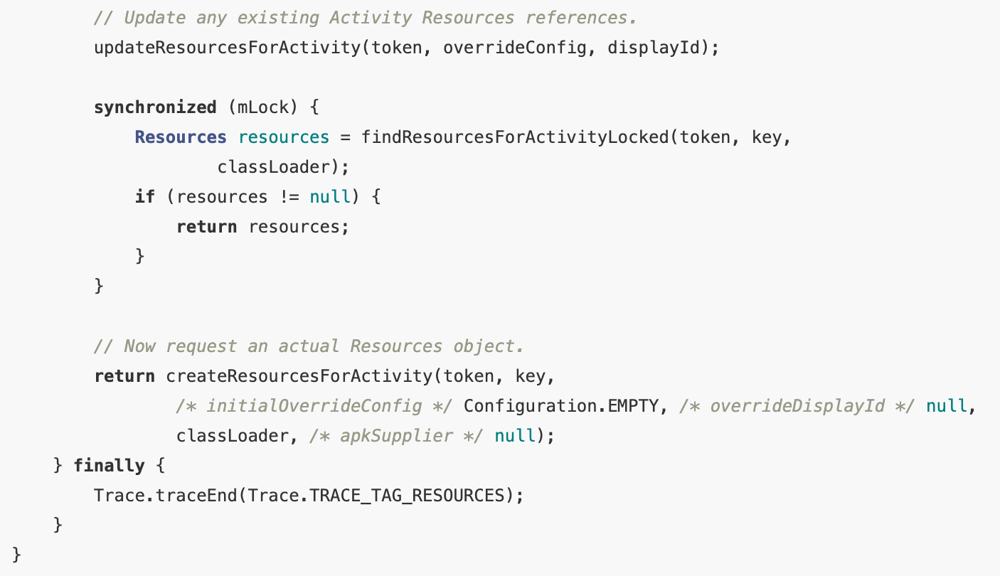 // Update any existing Activity Resources references.
updateResourcesForActivity(token, overrideConfig, displayId);
synchronized (mLock) {
Resources resources = findResourcesForActivityLocked(token, key,
classLoader);
if (resources != null) {
return resources;
}
}
// Now request an actual Resources object.
return createResourcesForActivity(token, key,
/* initialOverrideConfig */ Configuration.EMPTY, /* overrideDisplayId */ null,
classLoader, /* apkSupplier */ null);
} finally {
Trace.traceEnd(Trace.TRACE_TAG_RESOURCES);
}
}